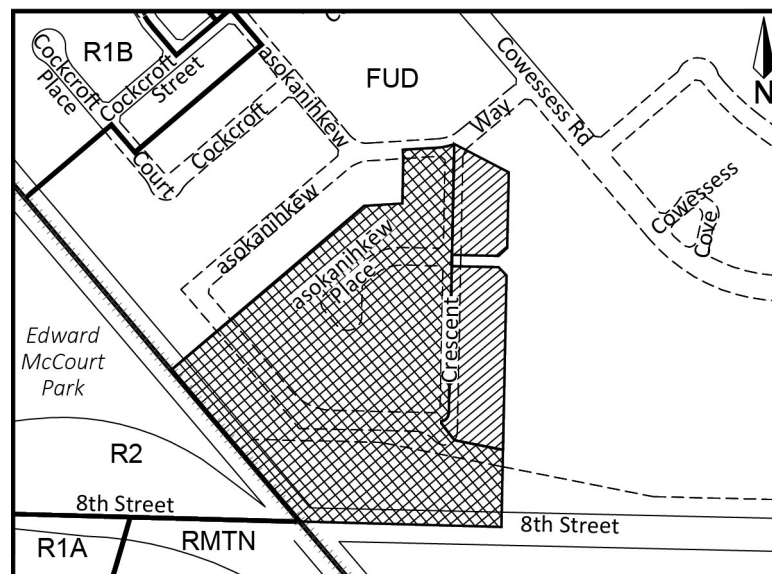 R1B
Cockcroft
Place
Cockcroft
Street
asokanihkew
FUD
Cowessess Rd
N
Court
Cockcroft
Way
asokanihkew
Cowessess
Cove
asokanihkew
Place
Crescent
Edward
McCourt
Park
R2
8th Street
8th Street
R1A
RMTN